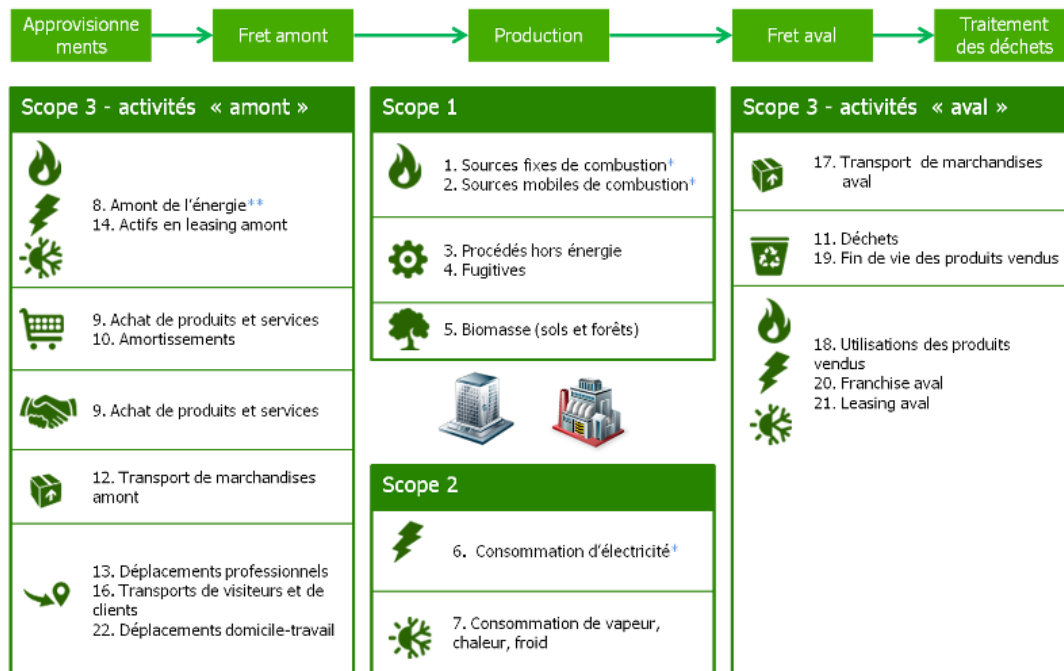 Approvisionne
ments
Fret amont
Production
Fret aval
Traitement
des déchets
Scope 3 - activités « amont »
8. Amont de l'énergie**
14. Actifs en leasing amont
9. Achat de produits et services
10. Amortissements
9. Achat de produits et services
12. Transport de marchandises
amont
13. Déplacements professionnels
16. Transports de visiteurs et de
clients
22. Déplacements domicile-travail
Scope 1
1. Sources fixes de combustion*
2. Sources mobiles de combustion*
3. Procédés hors énergie
4. Fugitives
5. Biomasse (sols et forêts)
Scope 2
6. Consommation d'électricité*
7. Consommation de vapeur,
chaleur, froid
Scope 3 - activités « aval »
17. Transport de marchandises
aval
11. Déchets
19. Fin de vie des produits vendus
18. Utilisations des produits
vendus
20. Franchise aval
21. Leasing aval